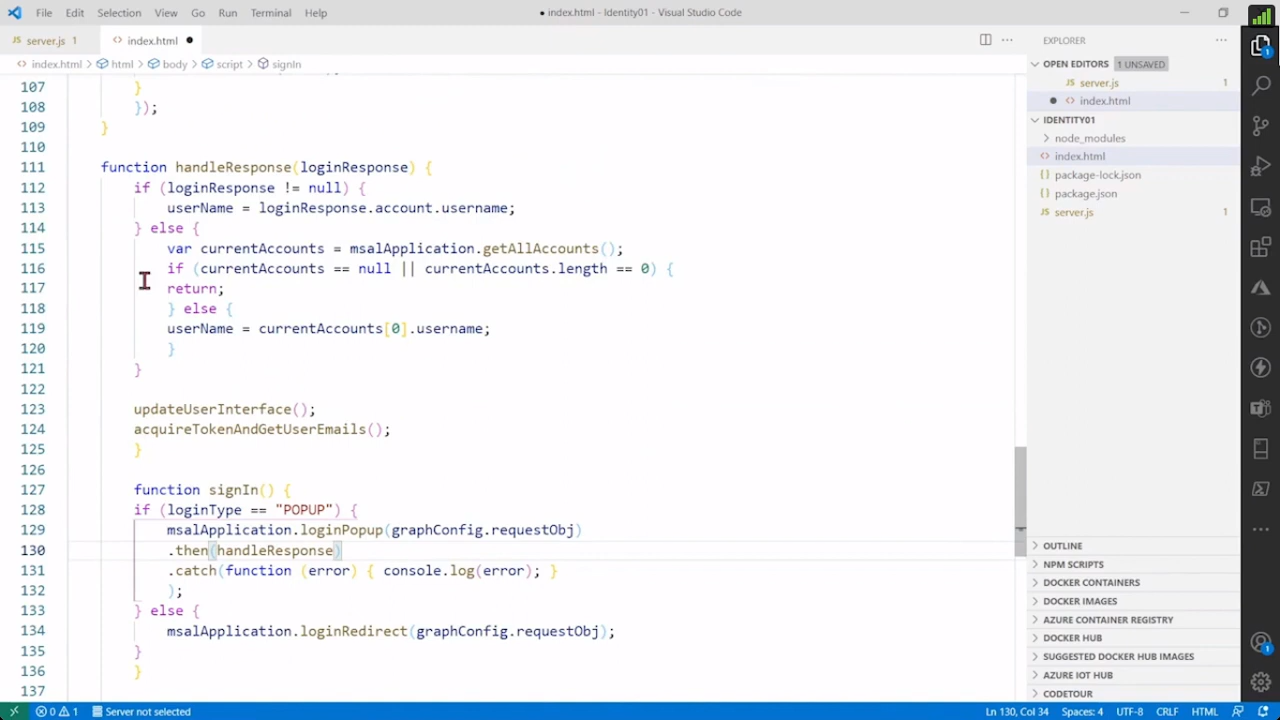 File Edit Selection View Go Run Terminal Help
● index.html - Identity01 - Visual Studio Code
JS server.js 1
<> index.html ●
<> index.html > html > body > script > signIn
107 }
108 });
109 }
110
111 function handleResponse(loginResponse) {
112 if (loginResponse != null) {
113 userName = loginResponse.account.username;
114 } else {
115 var currentAccounts = msalApplication.getAllAccounts();
116 if (currentAccounts == null || currentAccounts.length == 0) {
117 return;
118 } else {
119 userName = currentAccounts[0].username;
120 }
121 }
122
123 updateUserInterface();
124 acquireTokenAndGetUserEmails();
125 }
126
127 function signIn() {
128 if (loginType == "POPUP") {
129 msalApplication.loginPopup(graphConfig.requestObj)
130 .then(handleResponse)
131 .catch(function (error) { console.log(error); }
132 );
133 } else {
134 msalApplication.loginRedirect(graphConfig.requestObj);
135 }
136 }
137
EXPLORER
OPEN EDITORS 1 UNSAVED
JS server.js 1
● <> index.html
IDENTITY01
node_modules
<> index.html
package-lock.json
package.json
JS server.js 1
OUTLINE
NPM SCRIPTS
DOCKER CONTAINERS
DOCKER IMAGES
AZURE CONTAINER REGISTRY
DOCKER HUB
SUGGESTED DOCKER HUB IMAGES
AZURE IOT HUB
CODETOUR
1
1
0 1 Server not selected
Ln 130, Col 34 Spaces: 4 UTF-8 CRLF HTML